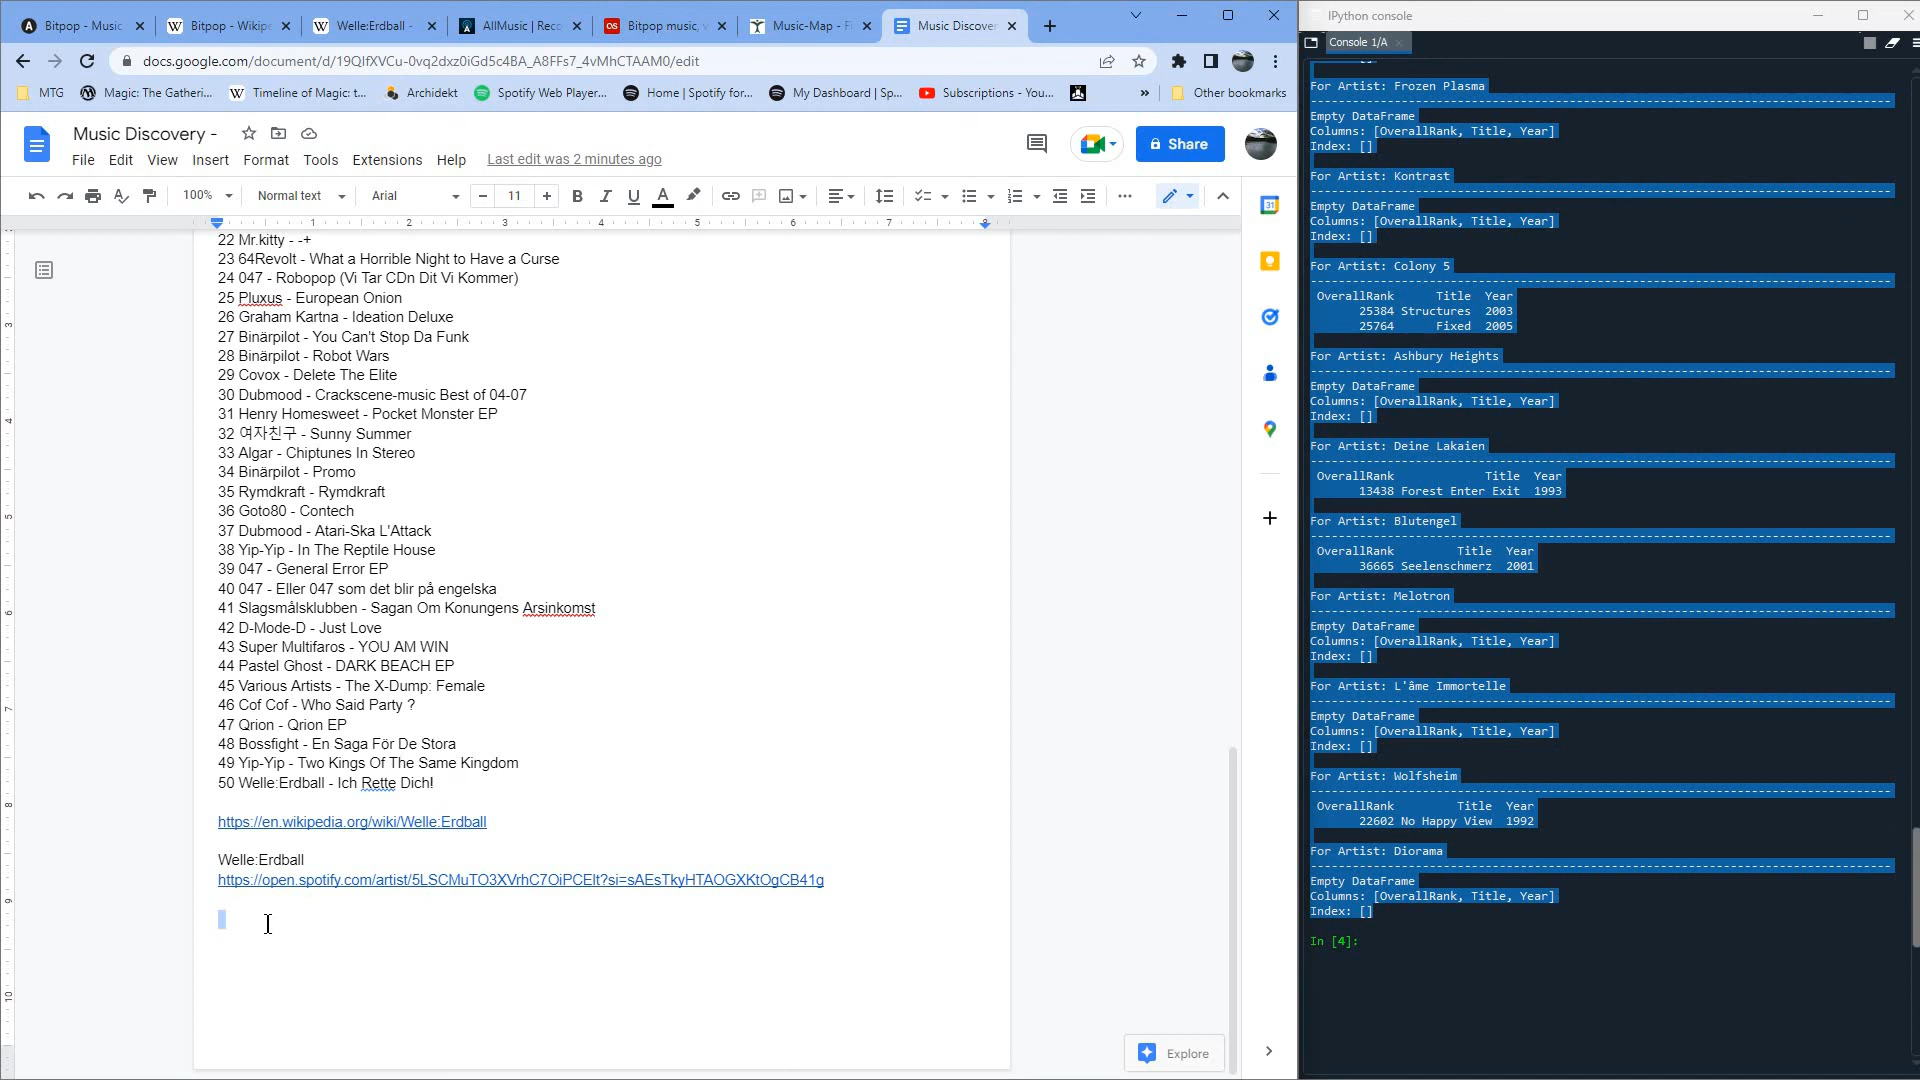 Bitpop - Music
Bitpop - Wikipe
Welle:Erdball -
AllMusic | Reco
Bitpop music, v
Music-Map - Fi
Music Discover
docs.google.com/document/d/19QIfXVCu-0vq2dxz0iGd5c4BA_A8FFs7_4vMhCTAAM0/edit
MTG
Magic: The Gatheri...
Timeline of Magic: t...
Archidekt
Spotify Web Player...
Home | Spotify for...
My Dashboard | Sp...
Subscriptions - You...
Other bookmarks
Music Discovery -
Share
File Edit View Insert Format Tools Extensions Help Last edit was 2 minutes ago
100% Normal text Arial 11
1 2 3 4 5 6 7 8
22 Mr.kitty - -+
23 64Revolt - What a Horrible Night to Have a Curse
24 047 - Robopop (Vi Tar CDn Dit Vi Kommer)
25 Pluxus - European Onion
26 Graham Kartna - Ideation Deluxe
27 Binärpilot - You Can't Stop Da Funk
28 Binärpilot - Robot Wars
29 Covox - Delete The Elite
30 Dubmood - Crackscene-music Best of 04-07
31 Henry Homesweet - Pocket Monster EP
32 여자친구 - Sunny Summer
33 Algar - Chiptunes In Stereo
34 Binärpilot - Promo
35 Rymdkraft - Rymdkraft
36 Goto80 - Contech
37 Dubmood - Atari-Ska L'Attack
38 Yip-Yip - In The Reptile House
39 047 - General Error EP
40 047 - Eller 047 som det blir på engelska
41 Slagsmålsklubben - Sagan Om Konungens Arsinkomst
42 D-Mode-D - Just Love
43 Super Multifaros - YOU AM WIN
44 Pastel Ghost - DARK BEACH EP
45 Various Artists - The X-Dump: Female
46 Cof Cof - Who Said Party ?
47 Qrion - Qrion EP
48 Bossfight - En Saga För De Stora
49 Yip-Yip - Two Kings Of The Same Kingdom
50 Welle:Erdball - Ich Rette Dich!
https://en.wikipedia.org/wiki/Welle:Erdball
Welle:Erdball
https://open.spotify.com/artist/5LSCMuTO3XVrhC7OiPCElt?si=sAEsTkyHTAOGXKtOgCB41g
3
4
5
6
7
8
9
10
31
Explore
IPython console
Console 1/A
For Artist: Frozen Plasma
--------------------------------------------------------------------------------
Empty DataFrame
Columns: [OverallRank, Title, Year]
Index: []
For Artist: Kontrast
--------------------------------------------------------------------------------
Empty DataFrame
Columns: [OverallRank, Title, Year]
Index: []
For Artist: Colony 5
--------------------------------------------------------------------------------
OverallRank Title Year
25384 Structures 2003
25764 Fixed 2005
For Artist: Ashbury Heights
--------------------------------------------------------------------------------
Empty DataFrame
Columns: [OverallRank, Title, Year]
Index: []
For Artist: Deine Lakaien
--------------------------------------------------------------------------------
OverallRank Title Year
13438 Forest Enter Exit 1993
For Artist: Blutengel
--------------------------------------------------------------------------------
OverallRank Title Year
36665 Seelenschmerz 2001
For Artist: Melotron
--------------------------------------------------------------------------------
Empty DataFrame
Columns: [OverallRank, Title, Year]
Index: []
For Artist: L'âme Immortelle
--------------------------------------------------------------------------------
Empty DataFrame
Columns: [OverallRank, Title, Year]
Index: []
For Artist: Wolfsheim
--------------------------------------------------------------------------------
OverallRank Title Year
22602 No Happy View 1992
For Artist: Diorama
--------------------------------------------------------------------------------
Empty DataFrame
Columns: [OverallRank, Title, Year]
Index: []
In [4]: